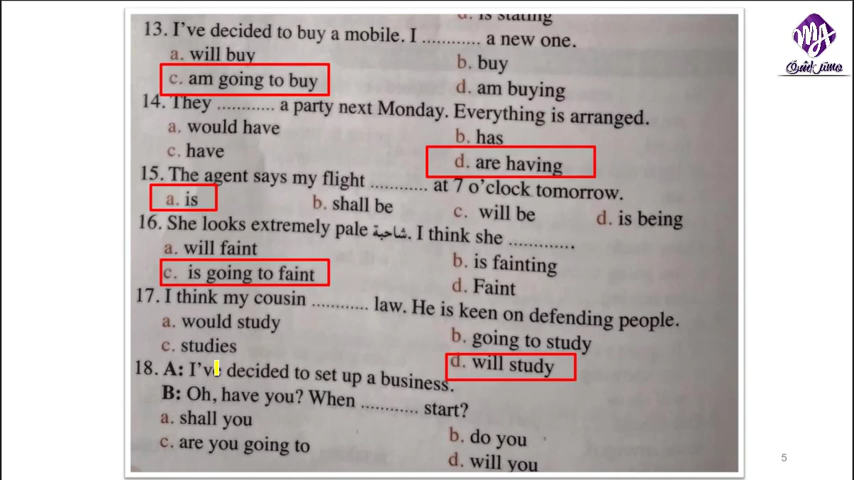 d. is stating
13. I've decided to buy a mobile. I ............ a new one.
a. will buy
b. buy
c. am going to buy
d. am buying
14. They ............ a party next Monday. Everything is arranged.
a. would have
b. has
c. have
d. are having
15. The agent says my flight ............ at 7 o'clock tomorrow.
a. is
b. shall be
c. will be
d. is being
16. She looks extremely pale شاحبة. I think she .............
a. will faint
b. is fainting
c. is going to faint
d. Faint
17. I think my cousin ............ law. He is keen on defending people.
a. would study
b. going to study
c. studies
d. will study
18. A: I've decided to set up a business.
B: Oh, have you? When ............ start?
a. shall you
b. do you
c. are you going to
d. will you
MA
5